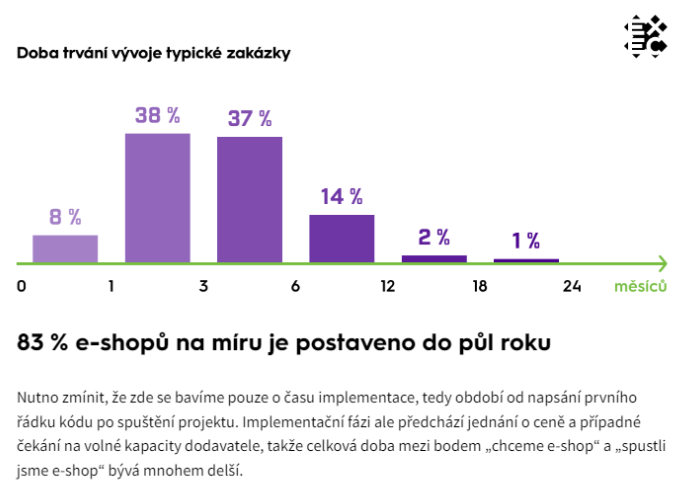 Doba trvání vývoje typické zakázky
38 %
37 %
14 %
8 %
2 %
1 %
0 1 3 6 12 18 24 měsíců
83 % e-shopů na míru je postaveno do půl roku
Nutno zmínit, že zde se bavíme pouze o času implementace, tedy období od napsání prvního
řádku kódu po spuštění projektu. Implementační fázi ale předchází jednání o ceně a případné
čekání na volné kapacity dodavatele, takže celková doba mezi bodem „chceme e-shop“ a „spustli
jsme e-shop“ bývá mnohem delší.